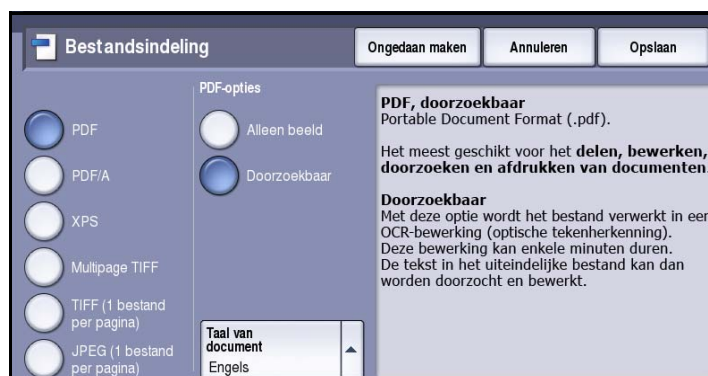 Bestandsindeling
Ongedaan maken
Annuleren
Opslaan
PDF
PDF/A
XPS
Multipage TIFF
TIFF (1 bestand
per pagina)
JPEG (1 bestand
per pagina)
PDF-opties
Alleen beeld
Doorzoekbaar
Taal van
document
Engels
PDF, doorzoekbaar
Portable Document Format (.pdf).
Het meest geschikt voor het delen, bewerken,
doorzoeken en afdrukken van documenten.
Doorzoekbaar
Met deze optie wordt het bestand verwerkt in een
OCR-bewerking (optische tekenherkenning).
Deze bewerking kan enkele minuten duren.
De tekst in het uiteindelijke bestand kan dan
worden doorzocht en bewerkt.